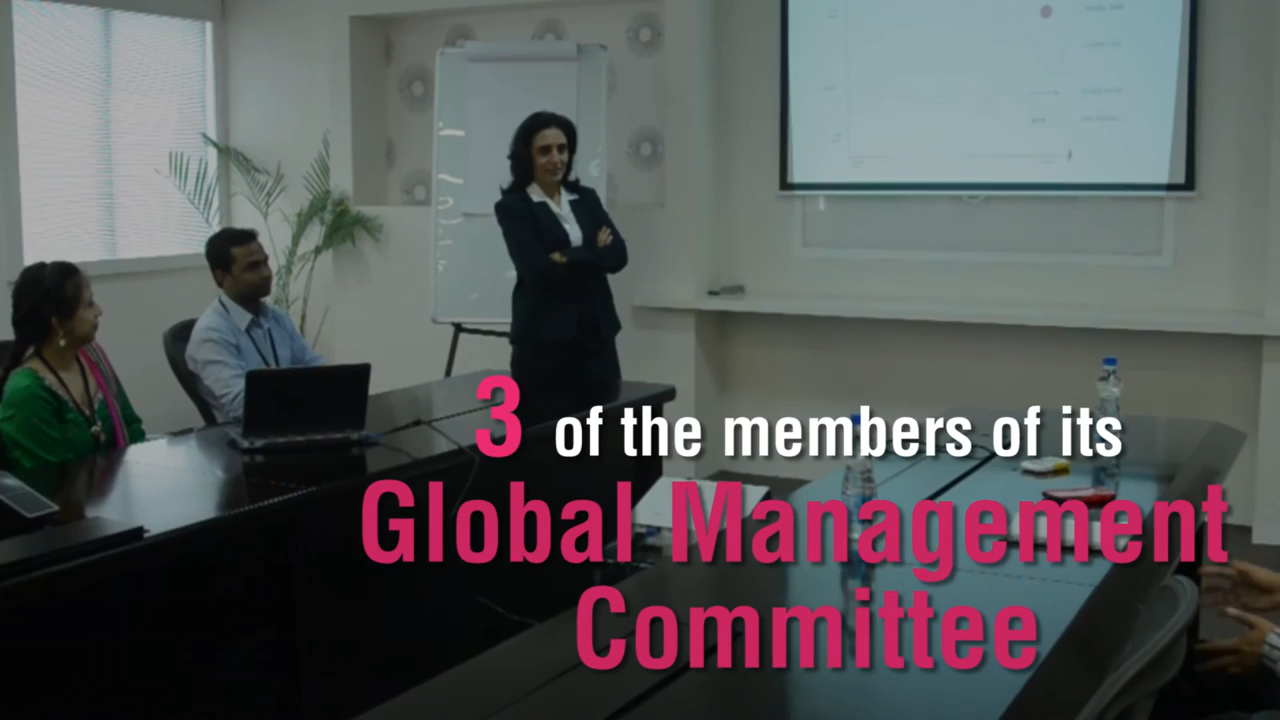 3 of the members of its
Global Management
Committee